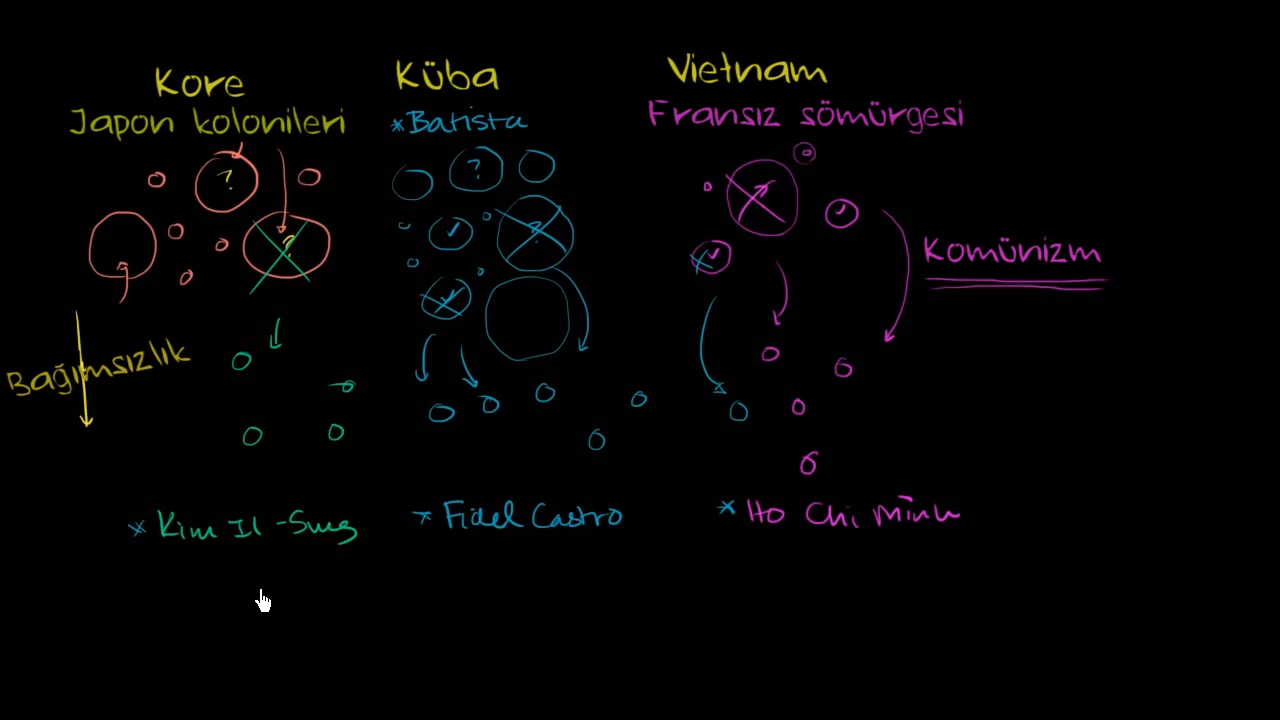 Kore
Japon kolonileri
?
?
Bağımsızlık
* Kim Il-Sung
Küba
*Batista
?
?
* Fidel Castro
Vietnam
Fransız sömürgesi
Komünizm
* Ho Chi Minh